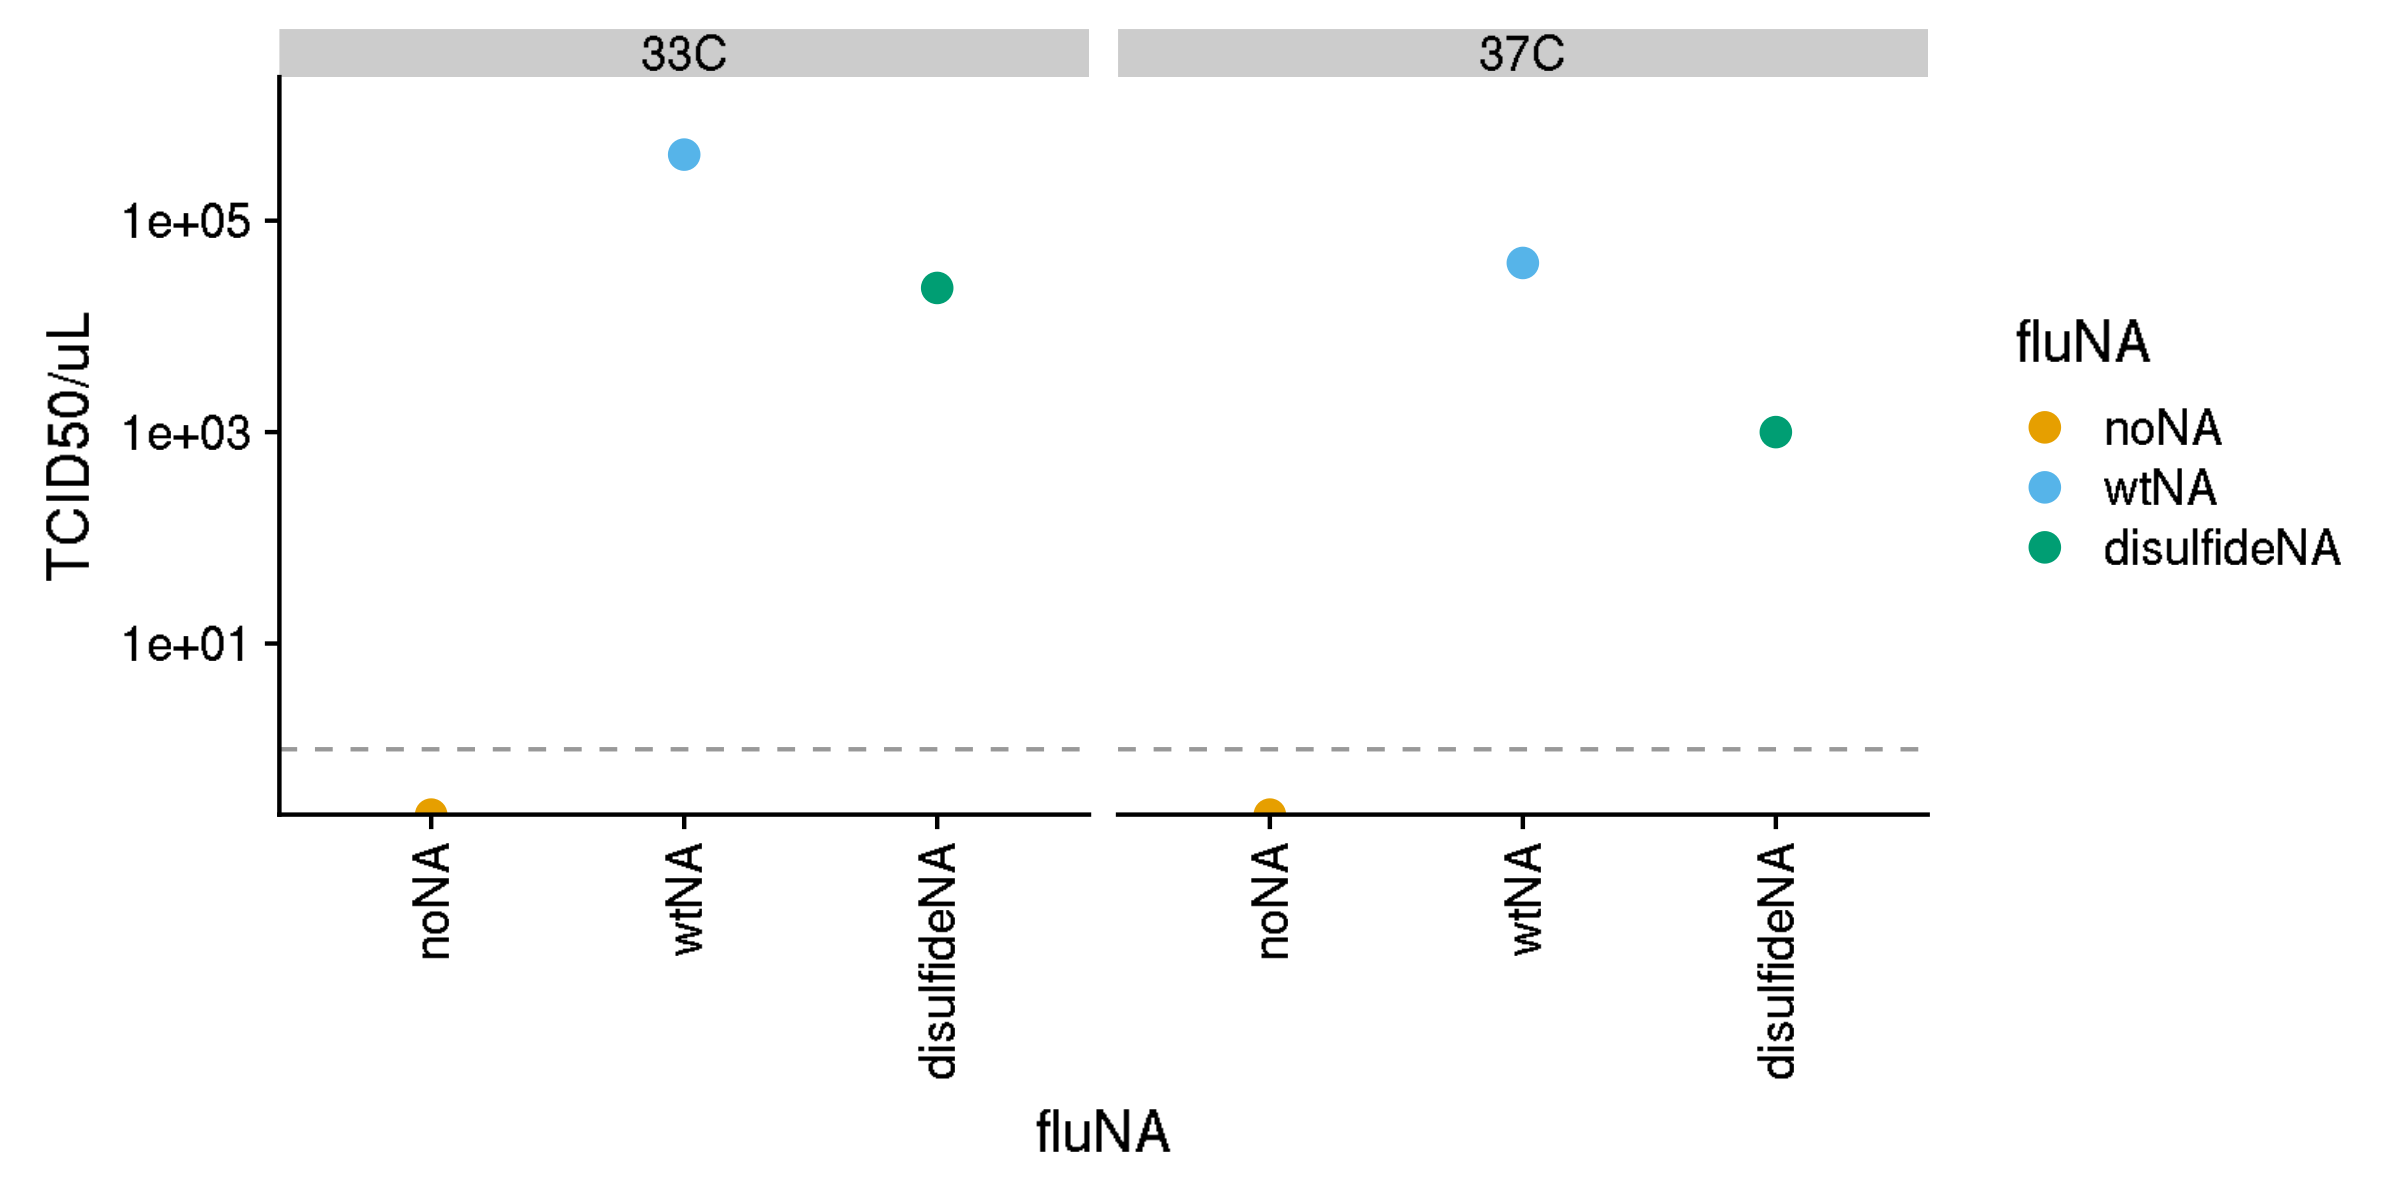 33C
37C
1e+05
1e+03
1e+01
TCID50/uL
noNA
wtNA
disulfideNA
noNA
wtNA
disulfideNA
fluNA
fluNA
noNA
wtNA
disulfideNA